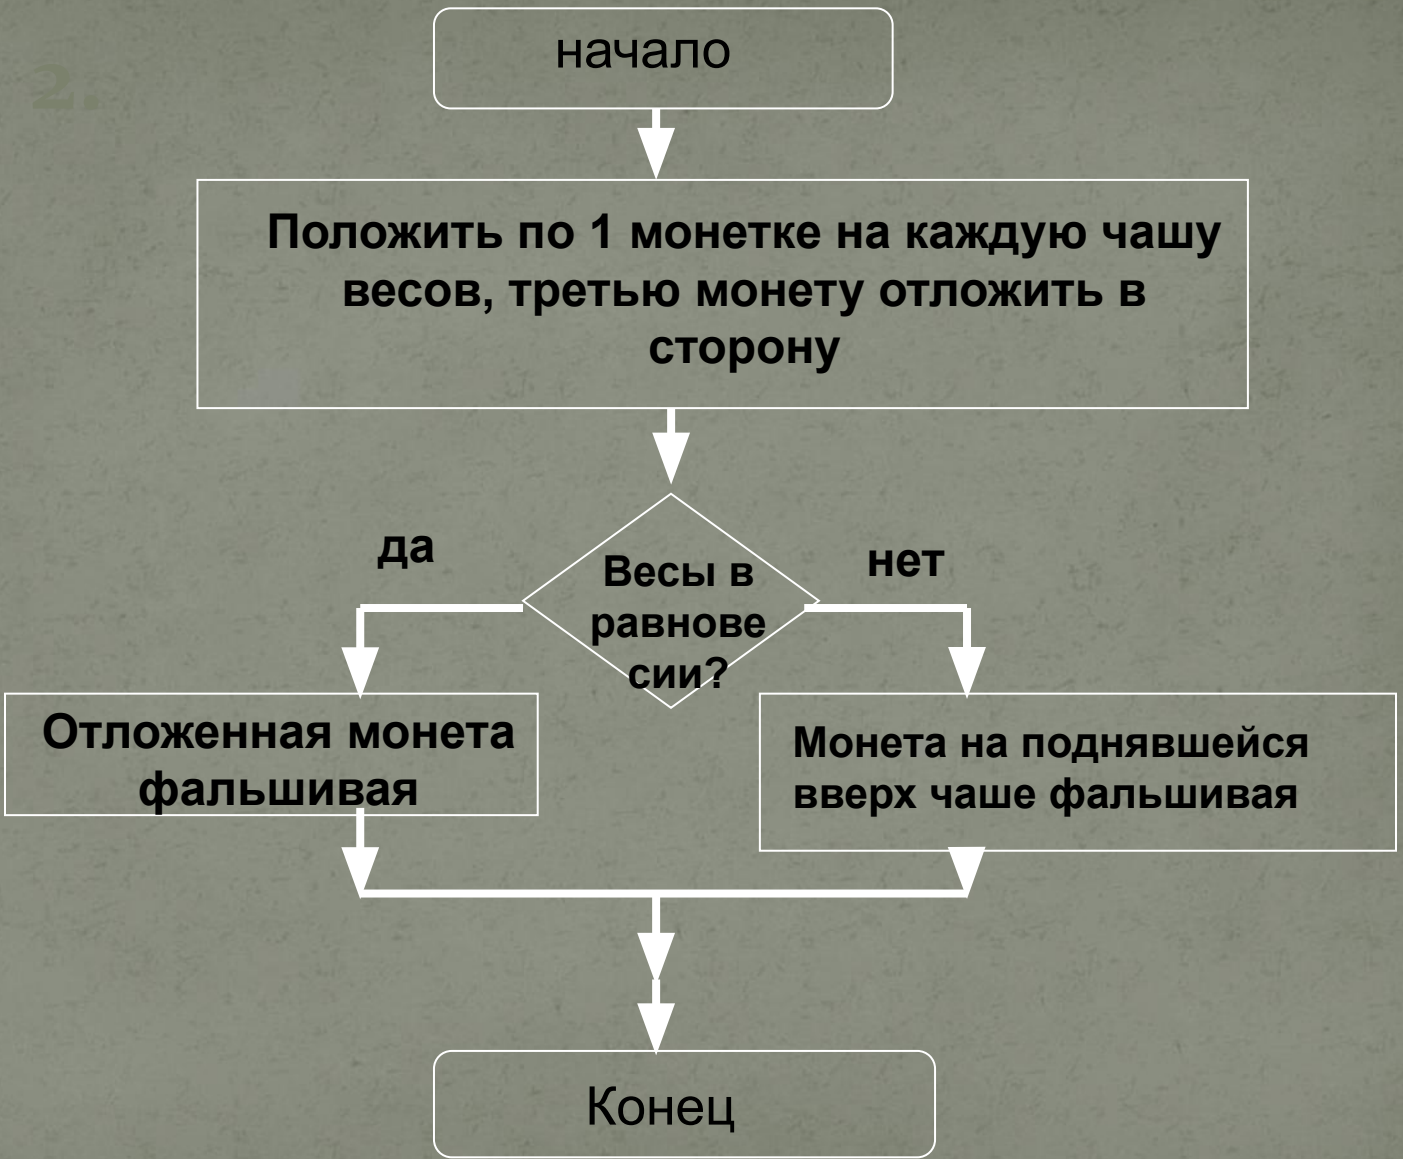 2.
начало
Положить по 1 монетке на каждую чашу
весов, третью монету отложить в
сторону
да
нет
Весы в
равнове
сии?
Отложенная монета
фальшивая
Монета на поднявшейся
вверх чаше фальшивая
Конец